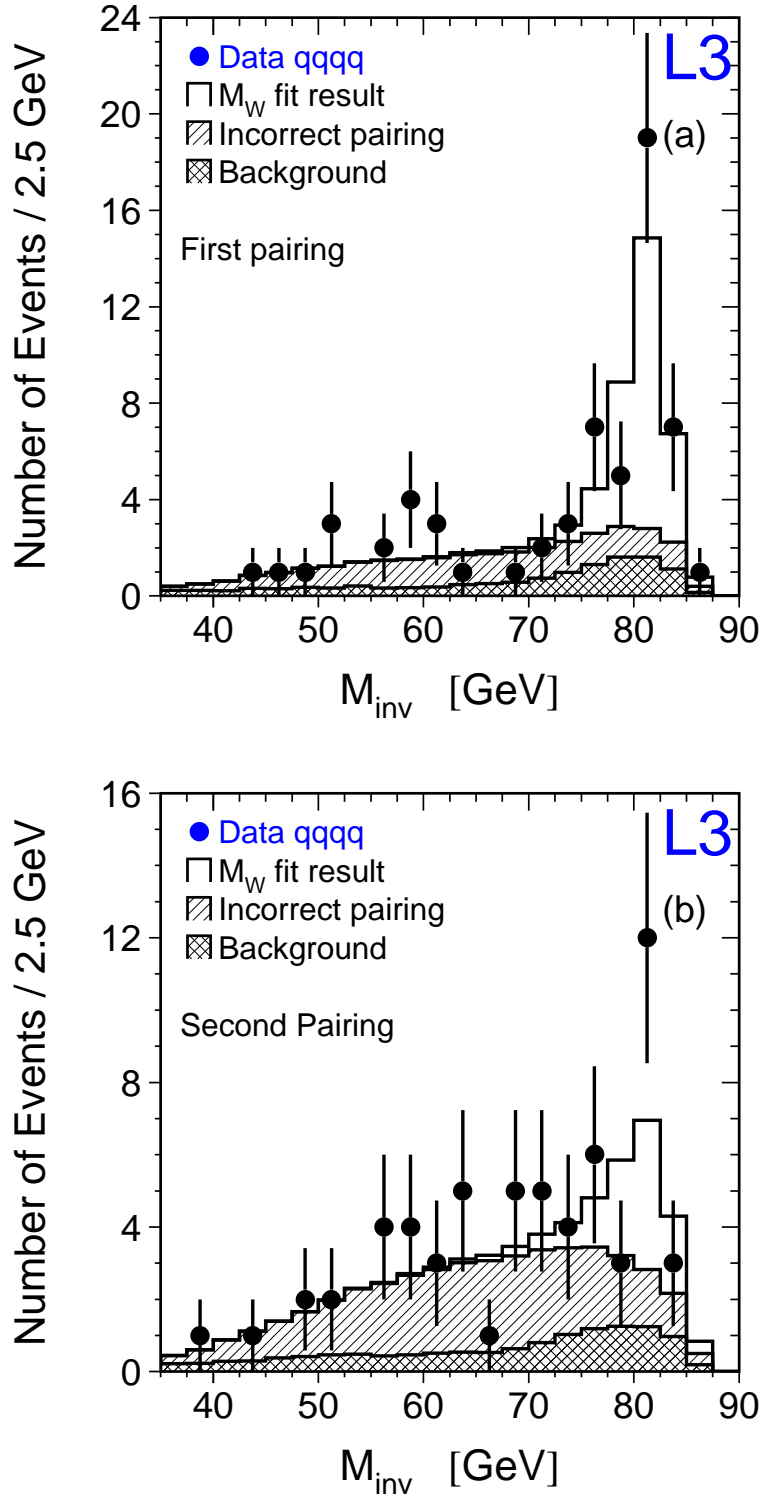 24
20
16
12
8
4
0
Number of Events / 2.5 GeV
Data qqqq
M_W fit result
Incorrect pairing
Background
L3
(a)
First pairing
40 50 60 70 80 90
M_inv [GeV]
16
12
8
4
0
Number of Events / 2.5 GeV
Data qqqq
M_W fit result
Incorrect pairing
Background
L3
(b)
Second Pairing
40 50 60 70 80 90
M_inv [GeV]